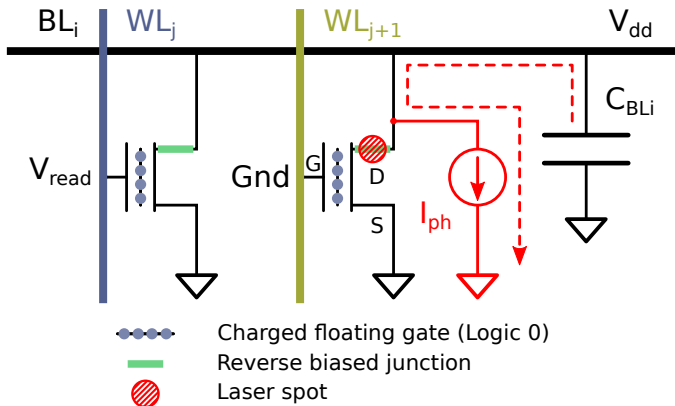 BLi WLj WLj+1 Vdd
CBLi
Vread Gnd G D
S Iph
Charged floating gate (Logic 0)
Reverse biased junction
Laser spot